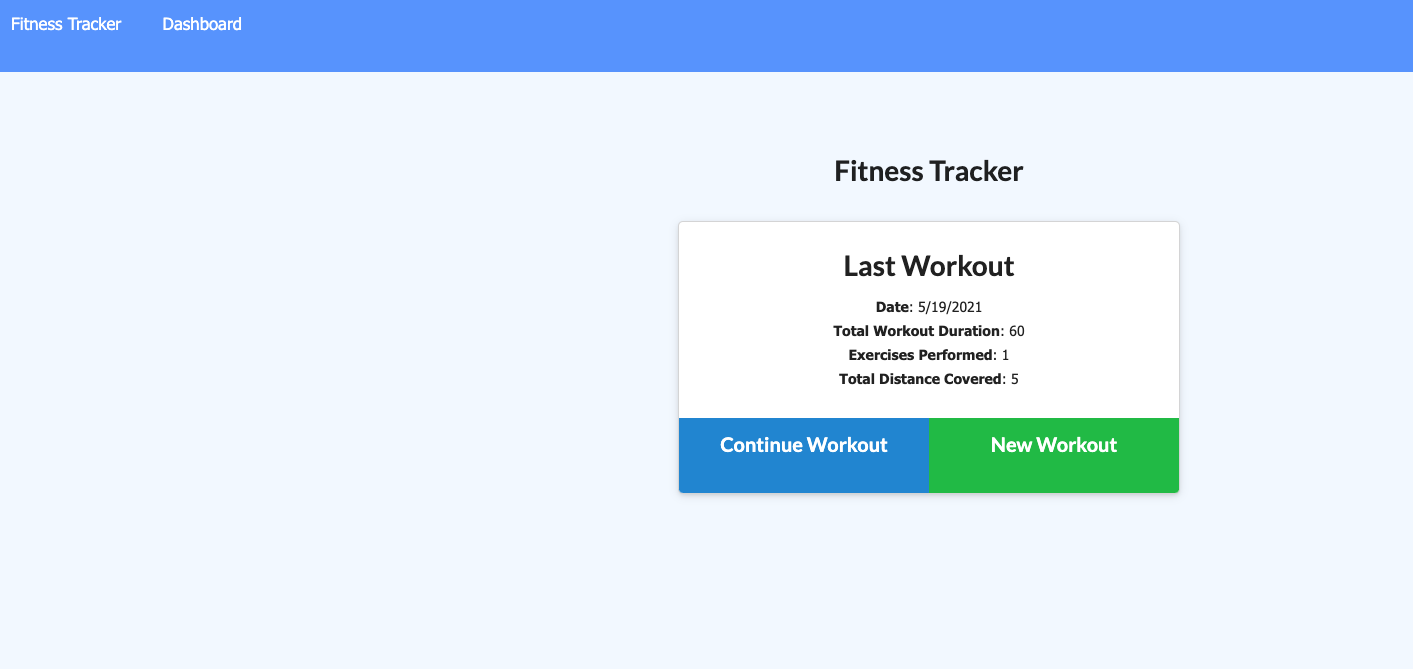 Fitness Tracker Dashboard
Fitness Tracker
Last Workout
Date: 5/19/2021
Total Workout Duration: 60
Exercises Performed: 1
Total Distance Covered: 5
Continue Workout New Workout